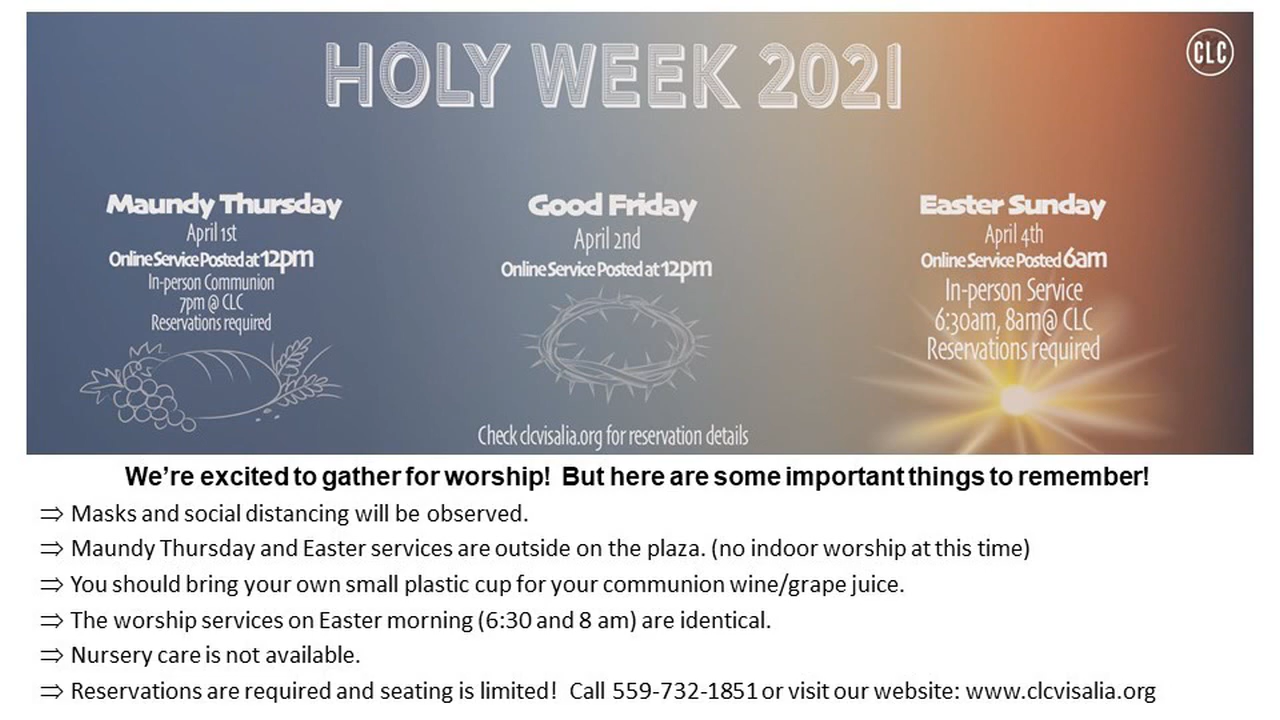 HOLY WEEK 2021
CLC
Maundy Thursday
April 1st
Online Service Posted at 12pm
In-person Communion
7pm @ CLC
Reservations required
Good Friday
April 2nd
Online Service Posted at 12pm
Easter Sunday
April 4th
Online Service Posted 6am
In-person Service
6:30am, 8am@ CLC
Reservations required
Check clcvisalia.org for reservation details
We're excited to gather for worship! But here are some important things to remember!
⇒ Masks and social distancing will be observed.
⇒ Maundy Thursday and Easter services are outside on the plaza. (no indoor worship at this time)
⇒ You should bring your own small plastic cup for your communion wine/grape juice.
⇒ The worship services on Easter morning (6:30 and 8 am) are identical.
⇒ Nursery care is not available.
⇒ Reservations are required and seating is limited! Call 559-732-1851 or visit our website: www.clcvisalia.org